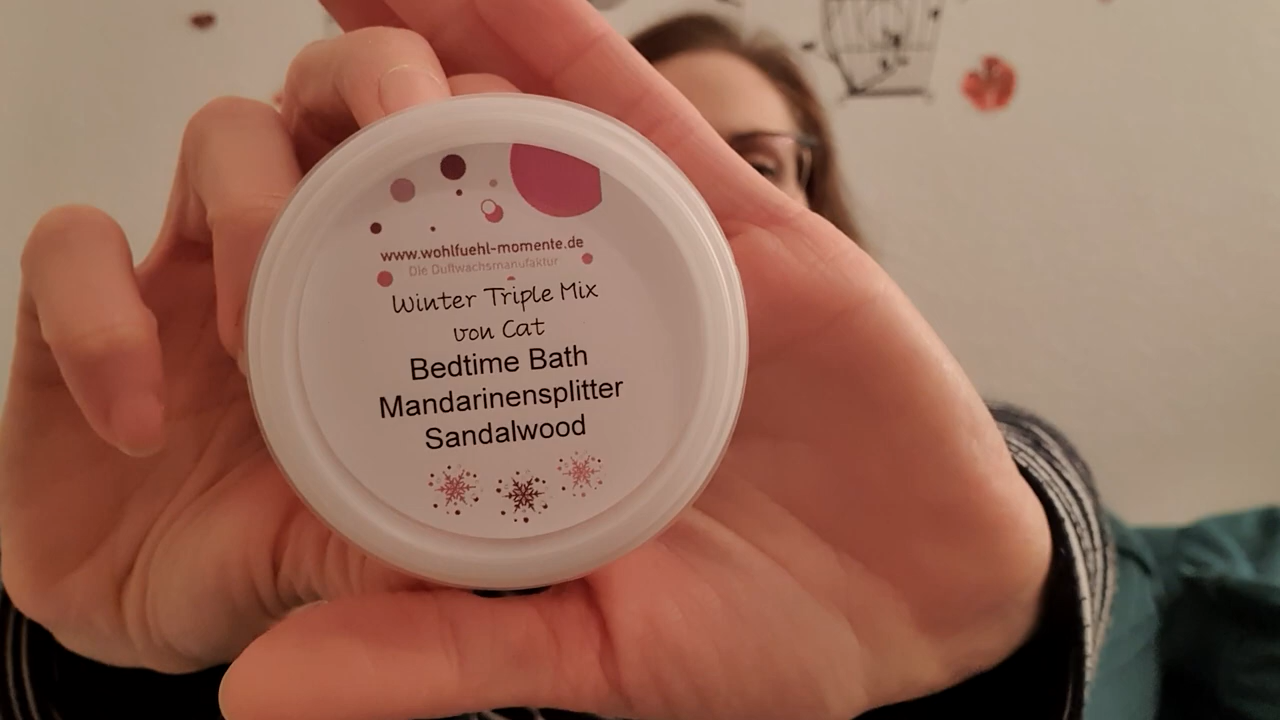 www.wohlfuehl-momente.de
Die Duftwachsmanufaktur
Winter Triple Mix
von Cat
Bedtime Bath
Mandarinensplitter
Sandalwood